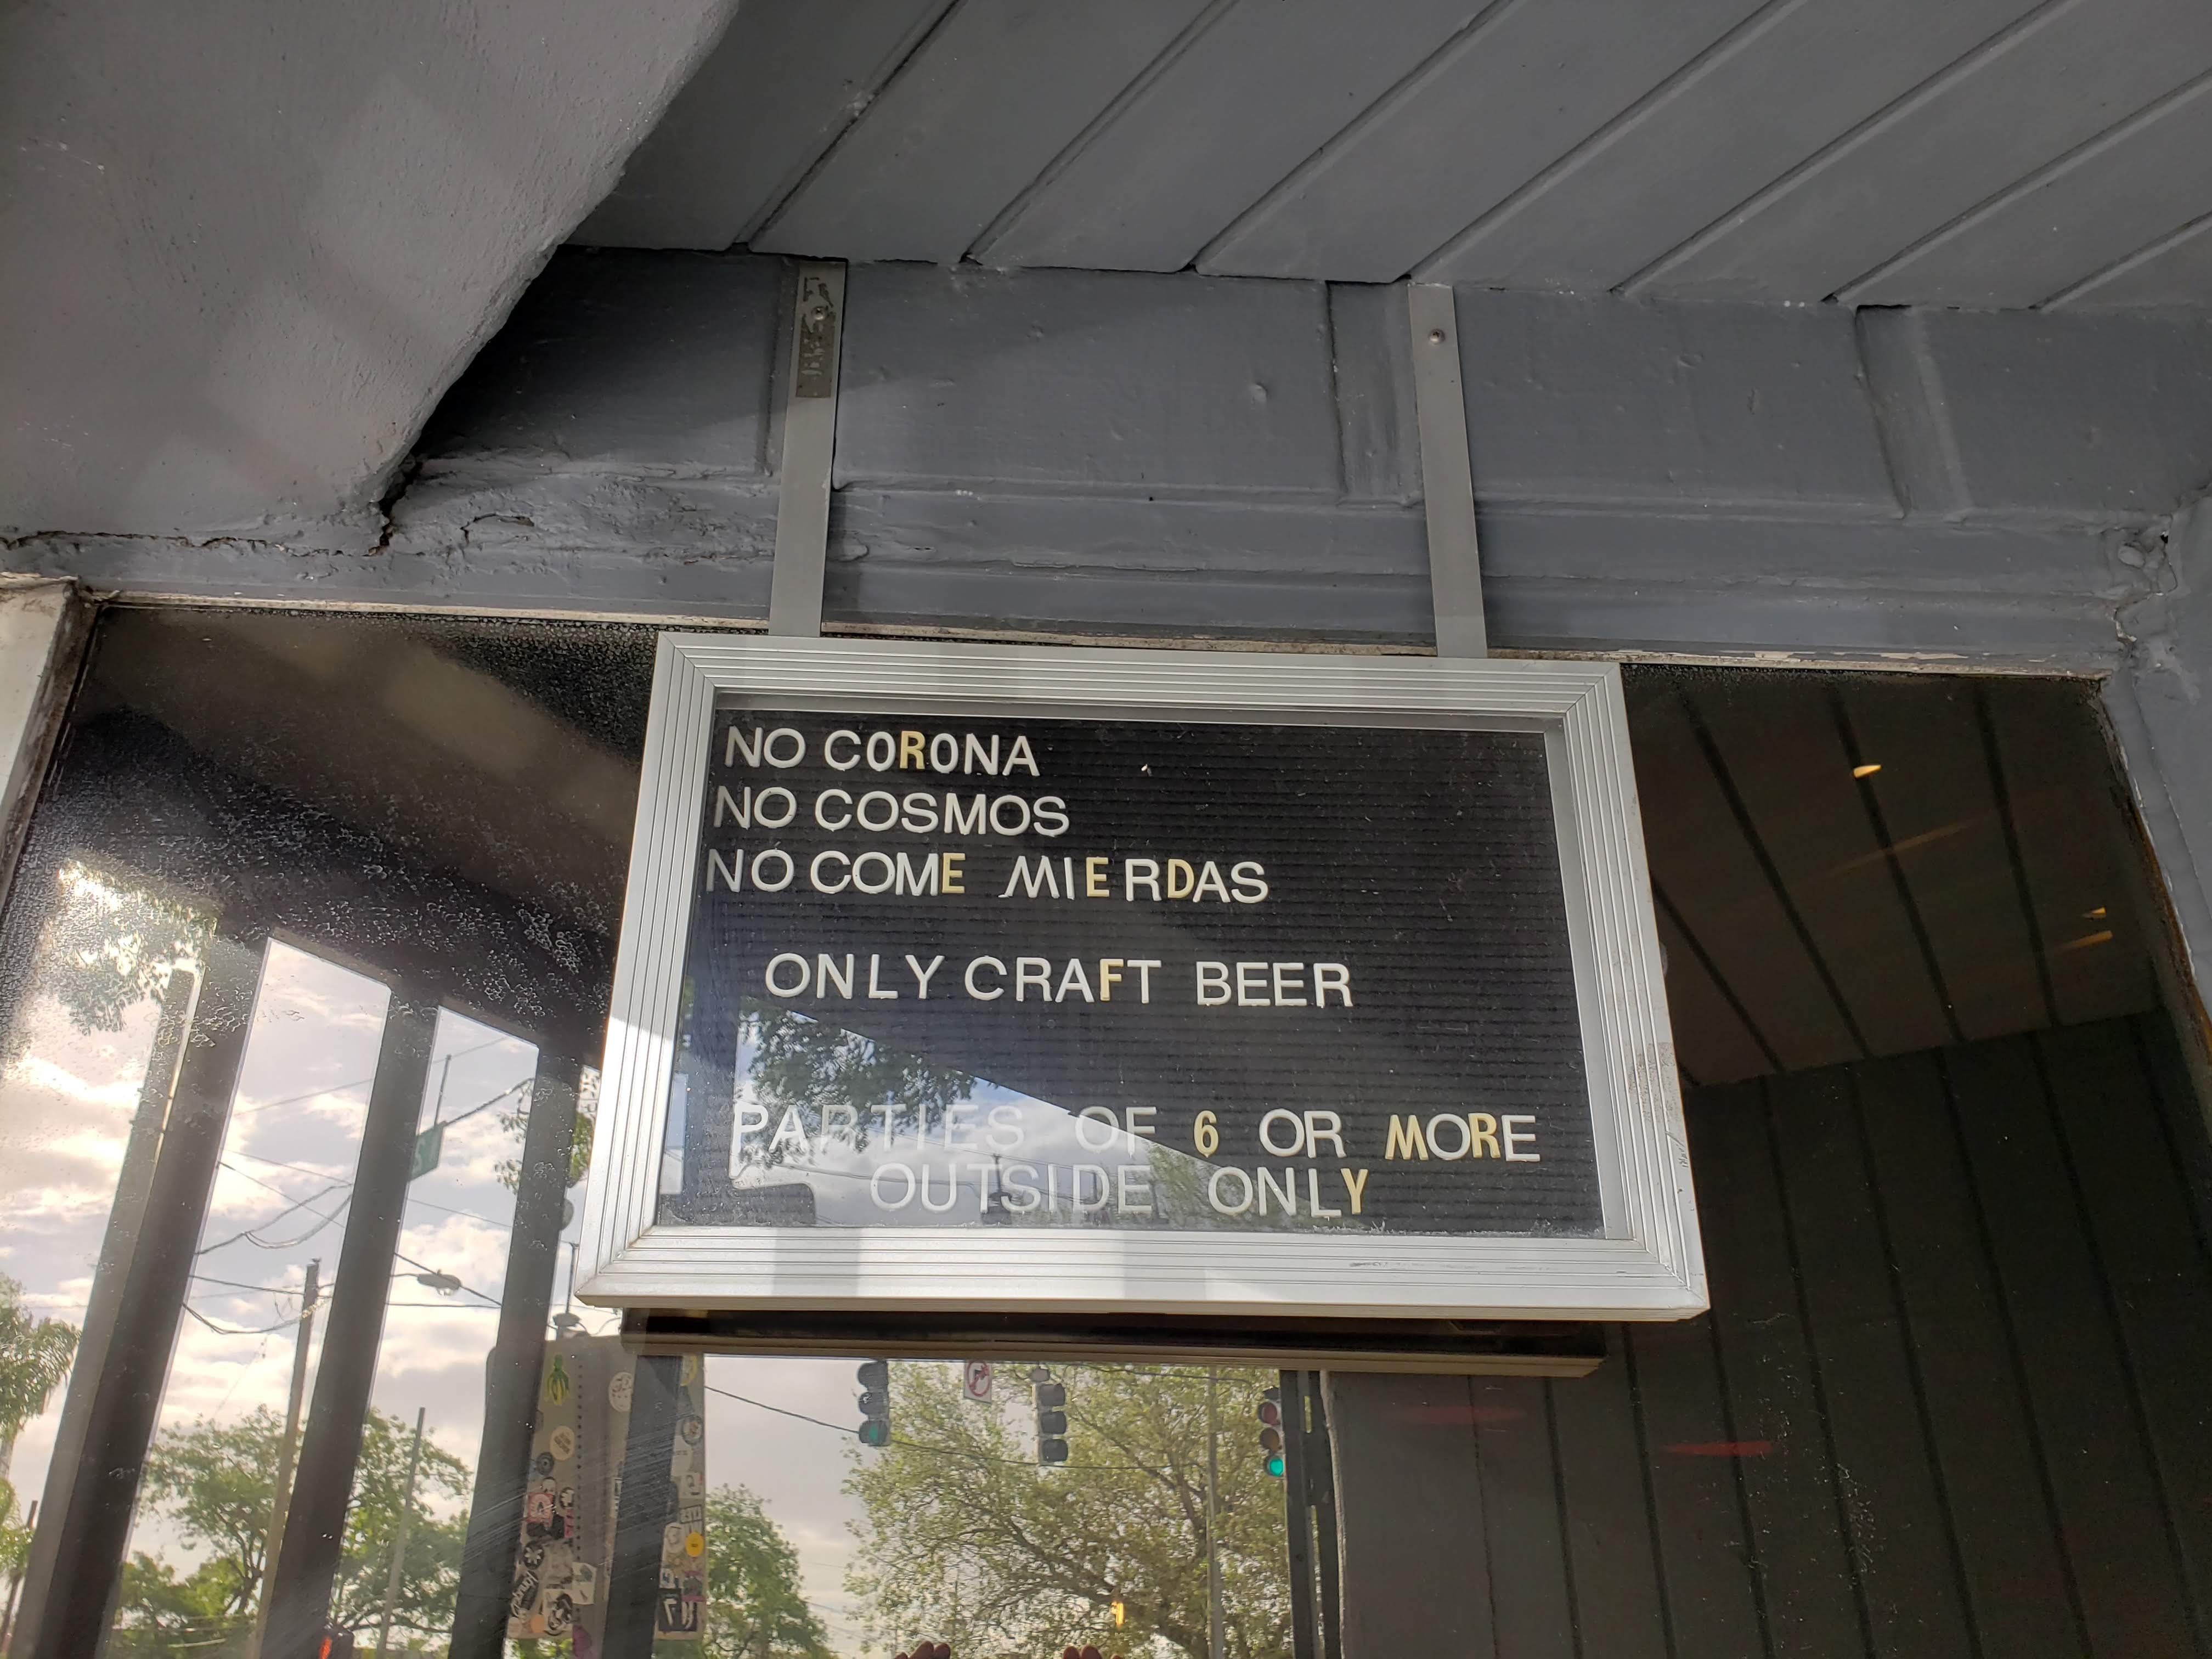 NO CORONA
NO COSMOS
NO COME MIERDAS
ONLY CRAFT BEER
PARTIES OF 6 OR MORE
OUTSIDE ONLY